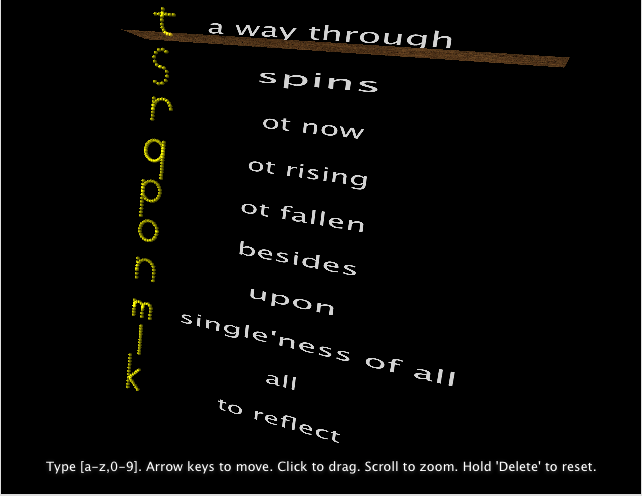 t a way through
s spins
r ot now
q ot rising
p ot fallen
o besides
n upon
m single'ness of all
l all
k to reflect
Type [a-z,0-9]. Arrow keys to move. Click to drag. Scroll to zoom. Hold 'Delete' to reset.